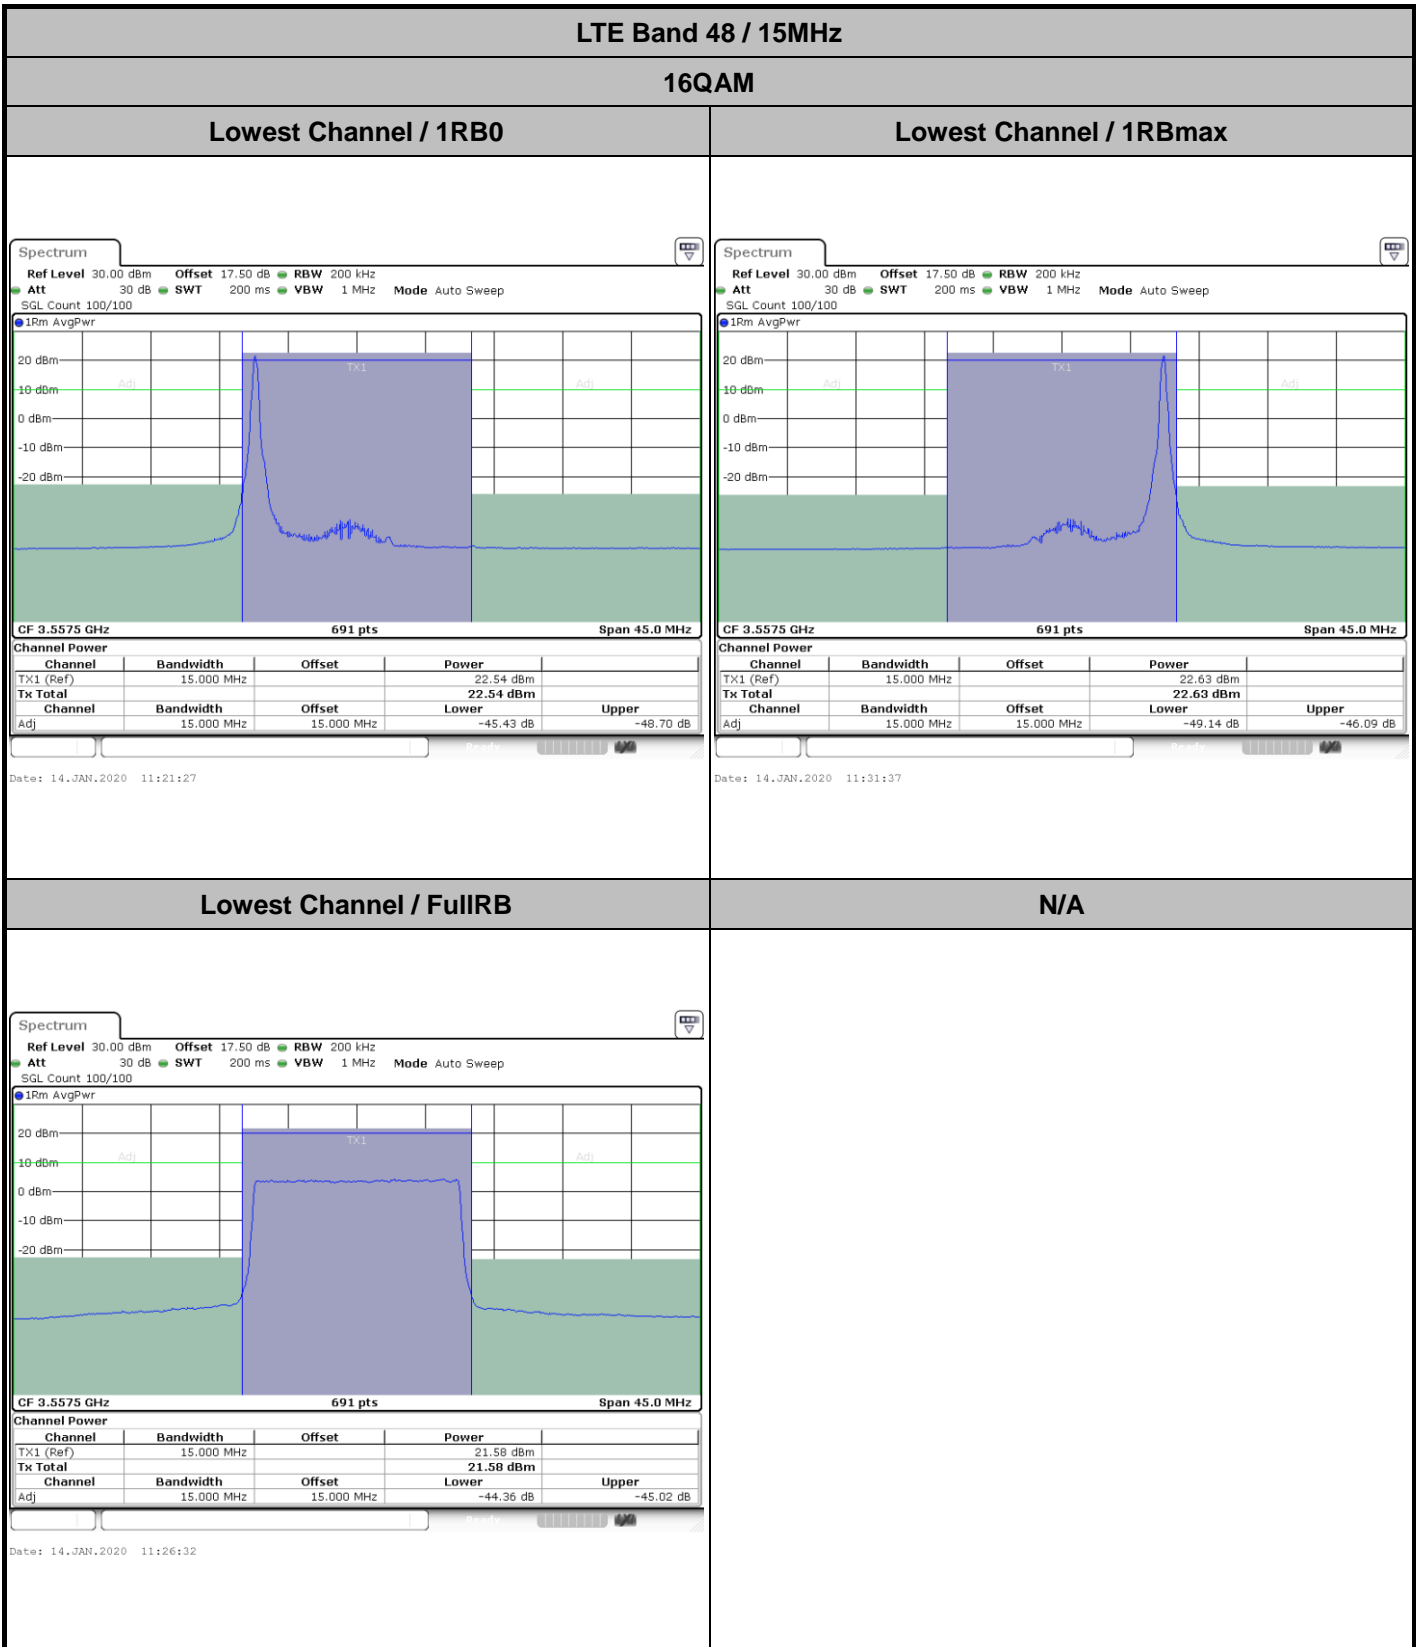 LTE Band 48 / 15MHz
16QAM
Lowest Channel / 1RB0
Lowest Channel / 1RBmax
Spectrum
Ref Level 30.00 dBm Offset 17.50 dB RBW 200 kHz
Att 30 dB SWT 200 ms VBW 1 MHz Mode Auto Sweep
SGL Count 100/100
1Rm AvgPwr
TX1
Adj
Adj
20 dBm
10 dBm
0 dBm
-10 dBm
-20 dBm
CF 3.5575 GHz 691 pts Span 45.0 MHz
Channel Power
Channel Bandwidth Offset Power
TX1 (Ref) 15.000 MHz 22.54 dBm
Tx Total 22.54 dBm
Channel Bandwidth Offset Lower Upper
Adj 15.000 MHz 15.000 MHz -45.43 dB -48.70 dB
Ready
Date: 14.JAN.2020 11:21:27
Spectrum
Ref Level 30.00 dBm Offset 17.50 dB RBW 200 kHz
Att 30 dB SWT 200 ms VBW 1 MHz Mode Auto Sweep
SGL Count 100/100
1Rm AvgPwr
TX1
Adj
Adj
20 dBm
10 dBm
0 dBm
-10 dBm
-20 dBm
CF 3.5575 GHz 691 pts Span 45.0 MHz
Channel Power
Channel Bandwidth Offset Power
TX1 (Ref) 15.000 MHz 22.63 dBm
Tx Total 22.63 dBm
Channel Bandwidth Offset Lower Upper
Adj 15.000 MHz 15.000 MHz -49.14 dB -46.09 dB
Ready
Date: 14.JAN.2020 11:31:37
Lowest Channel / FullRB
N/A
Spectrum
Ref Level 30.00 dBm Offset 17.50 dB RBW 200 kHz
Att 30 dB SWT 200 ms VBW 1 MHz Mode Auto Sweep
SGL Count 100/100
1Rm AvgPwr
TX1
Adj
Adj
20 dBm
10 dBm
0 dBm
-10 dBm
-20 dBm
CF 3.5575 GHz 691 pts Span 45.0 MHz
Channel Power
Channel Bandwidth Offset Power
TX1 (Ref) 15.000 MHz 21.58 dBm
Tx Total 21.58 dBm
Channel Bandwidth Offset Lower Upper
Adj 15.000 MHz 15.000 MHz -44.36 dB -45.02 dB
Ready
Date: 14.JAN.2020 11:26:32